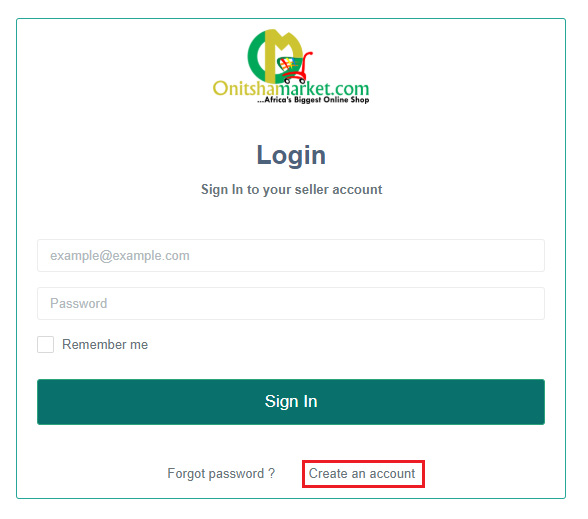 Onitshamarket.com
...Africa's Biggest Online Shop
Login
Sign In to your seller account
example@example.com
Password
Remember me
Sign In
Forgot password ? Create an account